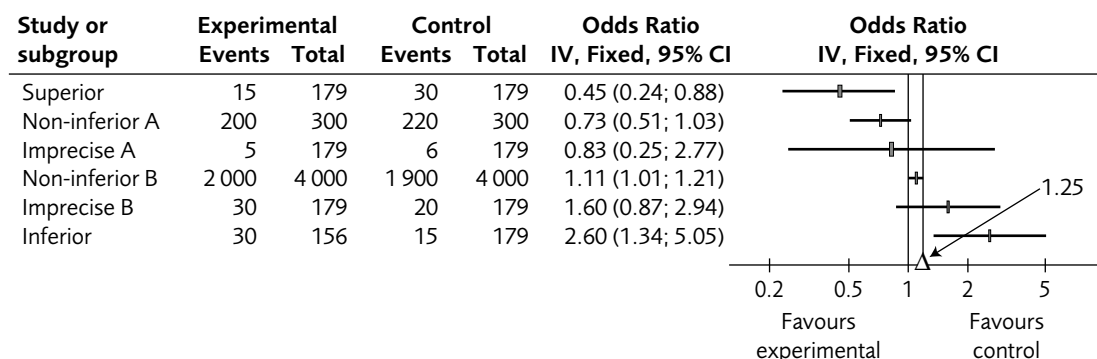 Study or Experimental Control Odds Ratio Odds Ratio
subgroup Events Total Events Total IV, Fixed, 95% CI IV, Fixed, 95% CI
Superior 15 179 30 179 0.45 (0.24; 0.88)
Non-inferior A 200 300 220 300 0.73 (0.51; 1.03)
Imprecise A 5 179 6 179 0.83 (0.25; 2.77)
Non-inferior B 2 000 4 000 1 900 4 000 1.11 (1.01; 1.21)
1.25
Imprecise B 30 179 20 179 1.60 (0.87; 2.94)
Inferior 30 156 15 179 2.60 (1.34; 5.05)
0.2 0.5 1 2 5
Favours Favours
experimental control